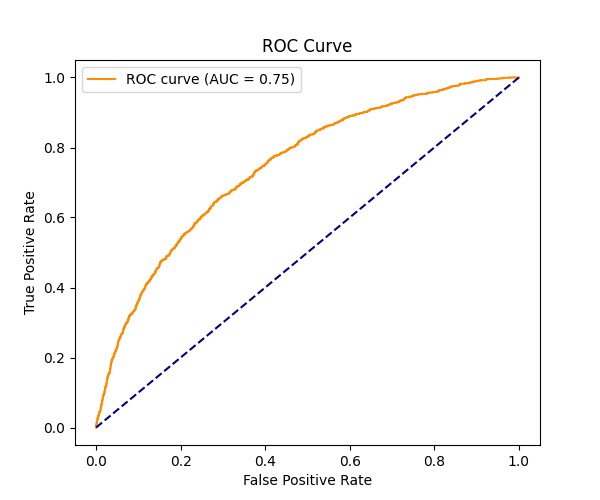 ROC Curve
ROC curve (AUC = 0.75)
1.0
0.8
0.6
0.4
0.2
0.0
True Positive Rate
0.0 0.2 0.4 0.6 0.8 1.0
False Positive Rate